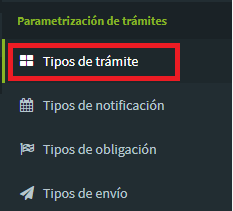 Parametrización de trámites
Tipos de trámite
Tipos de notificación
Tipos de obligación
Tipos de envío